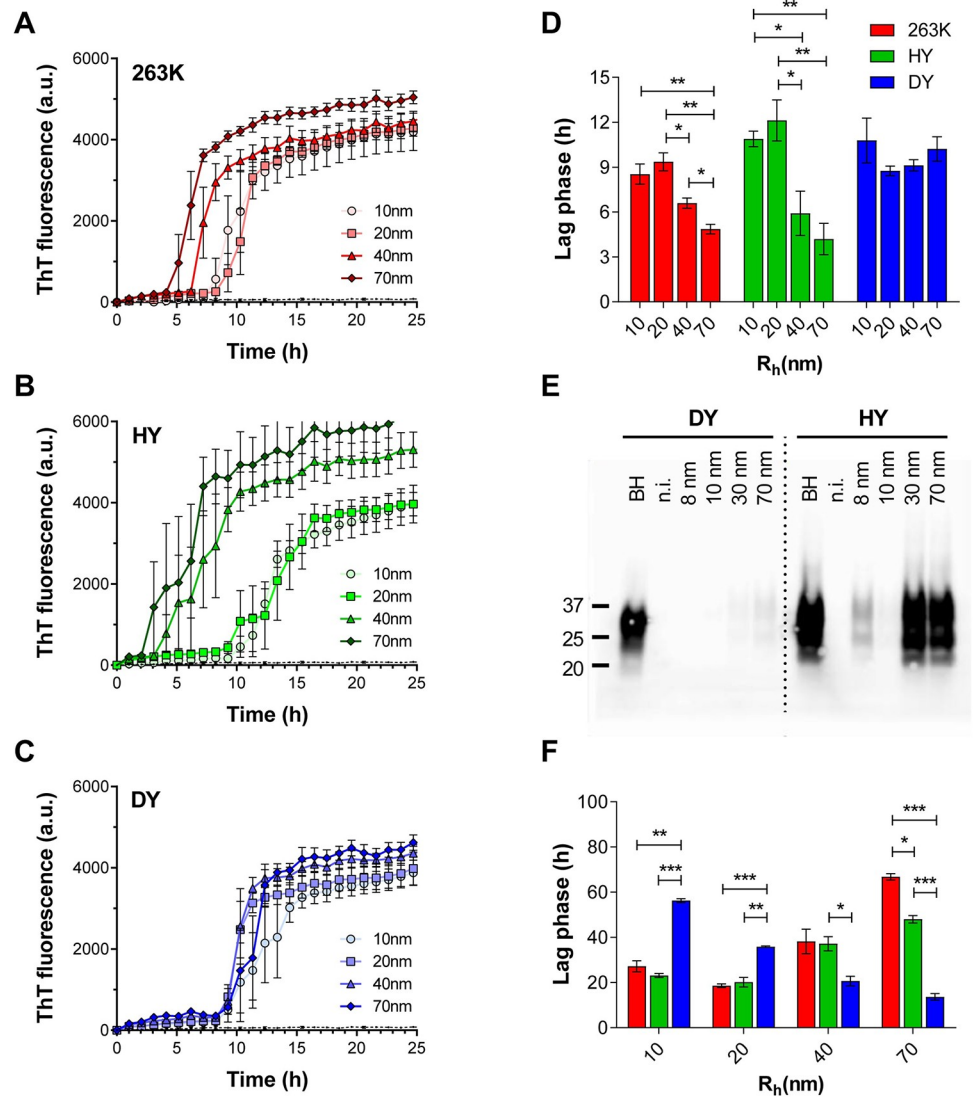 A
263K
ThT fluorescence (a.u.)
6000
4000
2000
0
0 5 10 15 20 25
Time (h)
10nm
20nm
40nm
70nm
B
HY
ThT fluorescence (a.u.)
6000
4000
2000
0
0 5 10 15 20 25
Time (h)
10nm
20nm
40nm
70nm
C
DY
ThT fluorescence (a.u.)
6000
4000
2000
0
0 5 10 15 20 25
Time (h)
10nm
20nm
40nm
70nm
D
263K
HY
DY
Lag phase (h)
15
12
9
6
3
0
** 
** *
** **
* *
*
10 20 40 70 10 20 40 70 10 20 40 70
Rh(nm)
E
DY HY
BH n.i. 8 nm 10 nm 30 nm 70 nm BH n.i. 8 nm 10 nm 30 nm 70 nm
37
25
20
F
Lag phase (h)
100
80
60
40
20
0
** *** *** ** * *** * ***
10 20 40 70
Rh(nm)